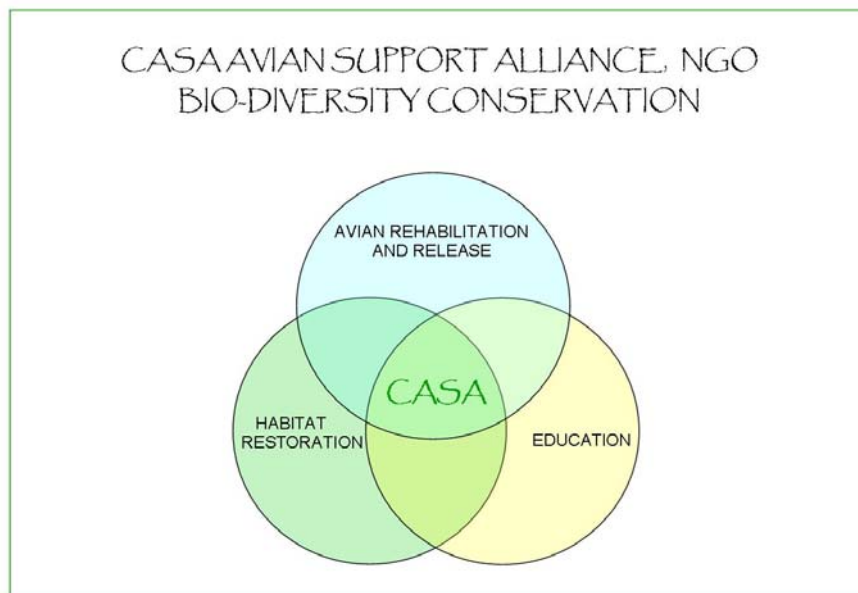 CASA AVIAN SUPPORT ALLIANCE, NGO
BIO-DIVERSITY CONSERVATION
AVIAN REHABILITATION
AND RELEASE
CASA
HABITAT
RESTORATION
EDUCATION